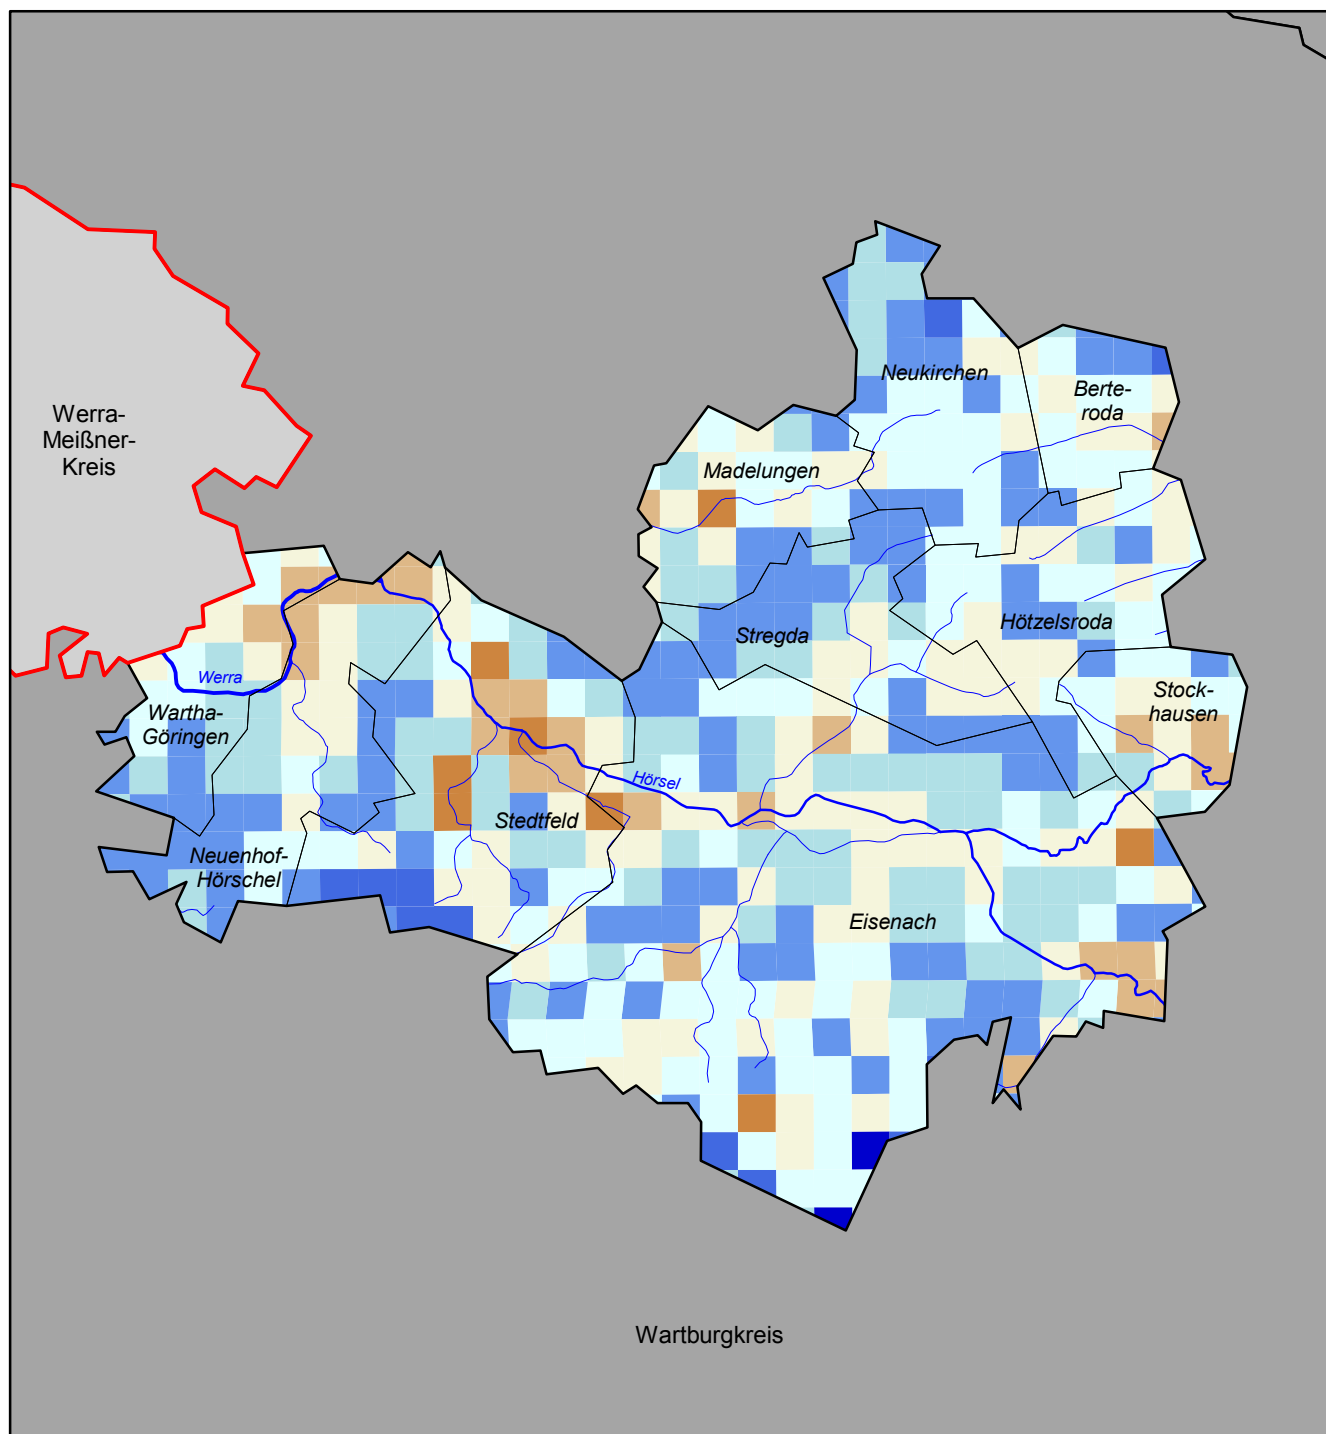 Neukirchen
Berte-
roda
Werra-
Meißner-
Kreis
Madelungen
Hötzelsroda
Stregda
Werra
Stock-
hausen
Wartha-
Göringen
Hörsel
Stedtfeld
Neuenhof-
Hörschel
Eisenach
Wartburgkreis